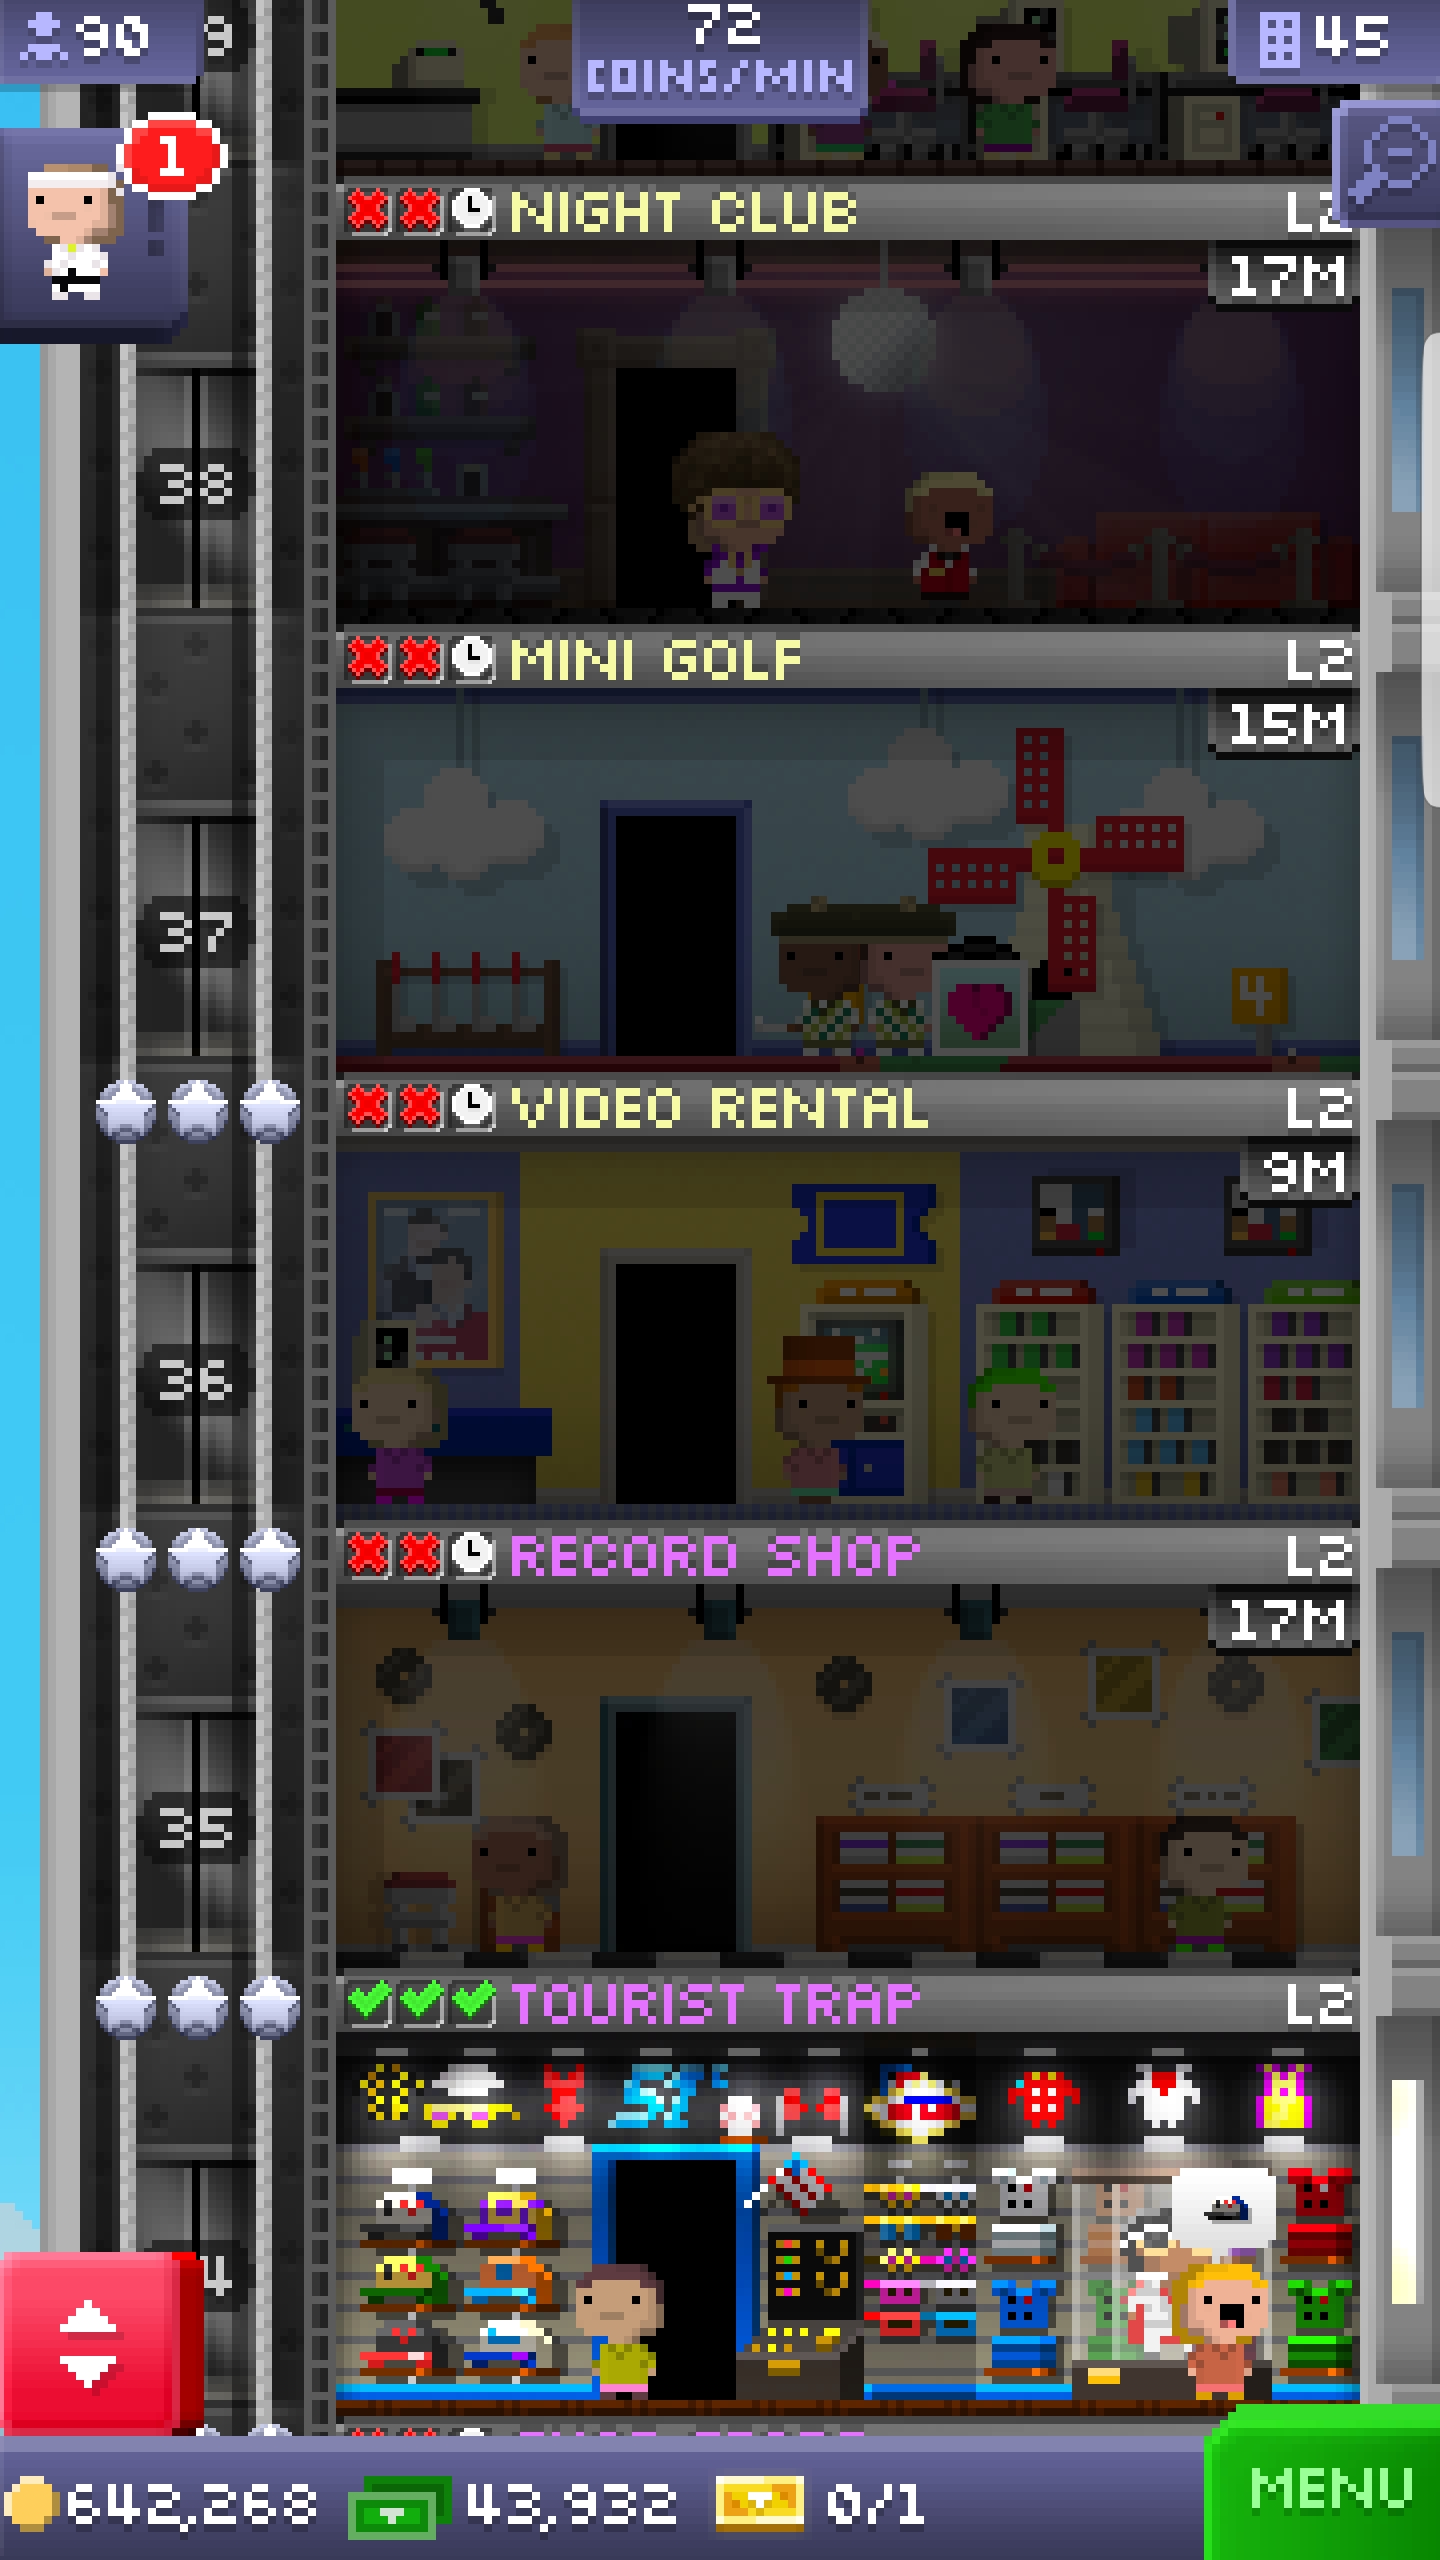 90
72
COINS/MIN
45
1
NIGHT CLUB
17M
38
MINI GOLF L2
15M
37
4
VIDEO RENTAL L2
9M
36
RECORD SHOP L2
17M
35
TOURIST TRAP L2
642,268 43,932 0/1
MENU